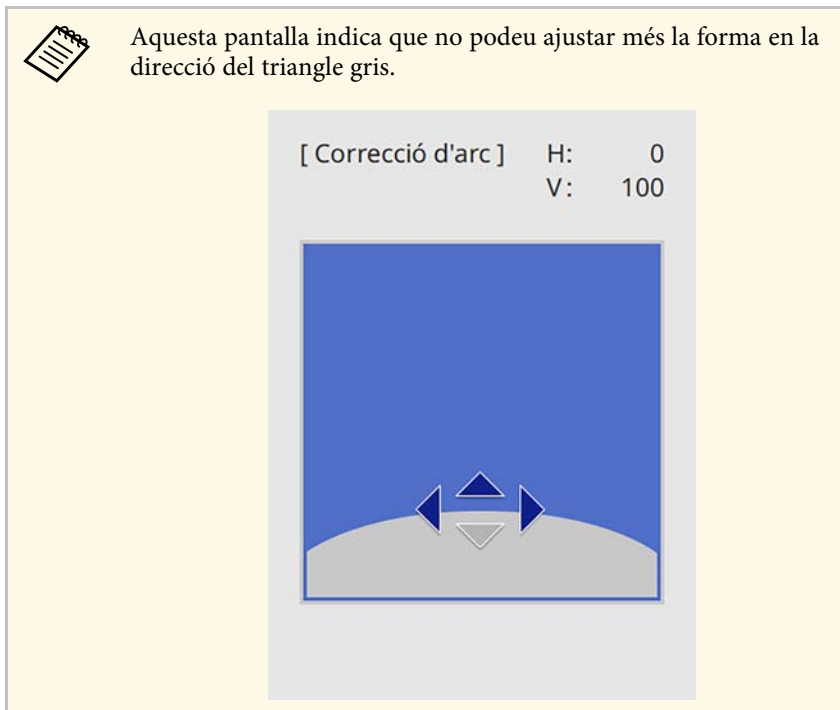 Aquesta pantalla indica que no podeu ajustar més la forma en la
direcció del triangle gris.
[ Correcció d'arc ] H: 0
V: 100